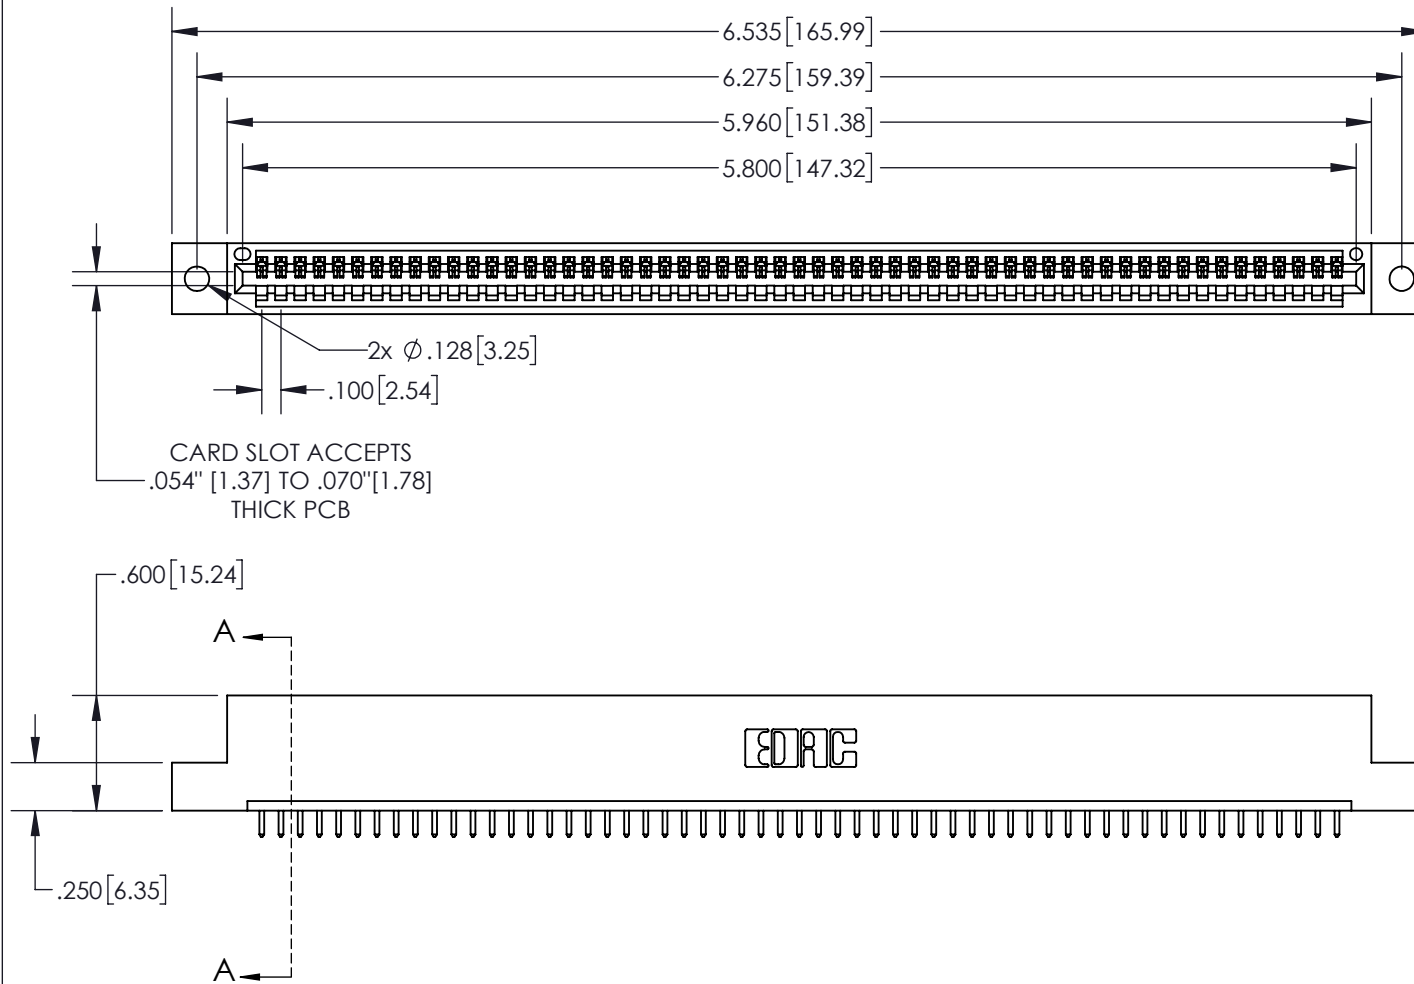 6.535[165.99]
6.275[159.39]
5.960[151.38]
5.800[147.32]
2x Ø.128[3.25]
.100[2.54]
CARD SLOT ACCEPTS
.054" [1.37] TO .070"[1.78]
THICK PCB
.600[15.24]
A
EDAC
.250[6.35]
A